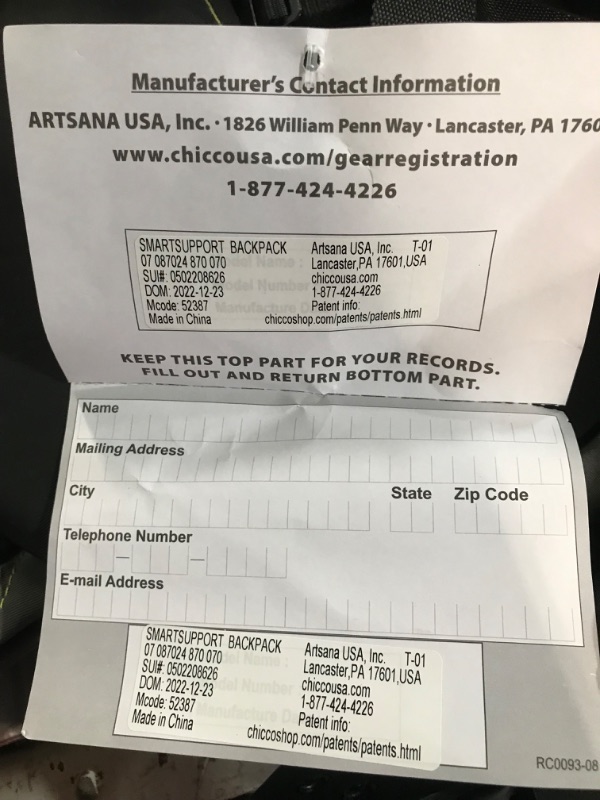 Manufacturer's Contact Information
ARTSANA USA, Inc. · 1826 William Penn Way · Lancaster, PA 1760
www.chiccousa.com/gearregistration
1-877-424-4226
SMARTSUPPORT BACKPACK Artsana USA, Inc. T-01
07 087024 870 070 Lancaster,PA 17601,USA
SUI#: 0502208626 chiccousa.com
DOM: 2022-12-23 1-877-424-4226
Mcode: 52387 Patent info:
Made in China chiccoshop.com/patents/patents.html
KEEP THIS TOP PART FOR YOUR RECORDS.
FILL OUT AND RETURN BOTTOM PART.
Name
Mailing Address
City State Zip Code
Telephone Number
E-mail Address
SMARTSUPPORT BACKPACK Artsana USA, Inc. T-01
07 087024 870 070 Lancaster,PA 17601,USA
SUI#: 0502208626 chiccousa.com
DOM: 2022-12-23 1-877-424-4226
Mcode: 52387 Patent info:
Made in China chiccoshop.com/patents/patents.html
RC0093-08